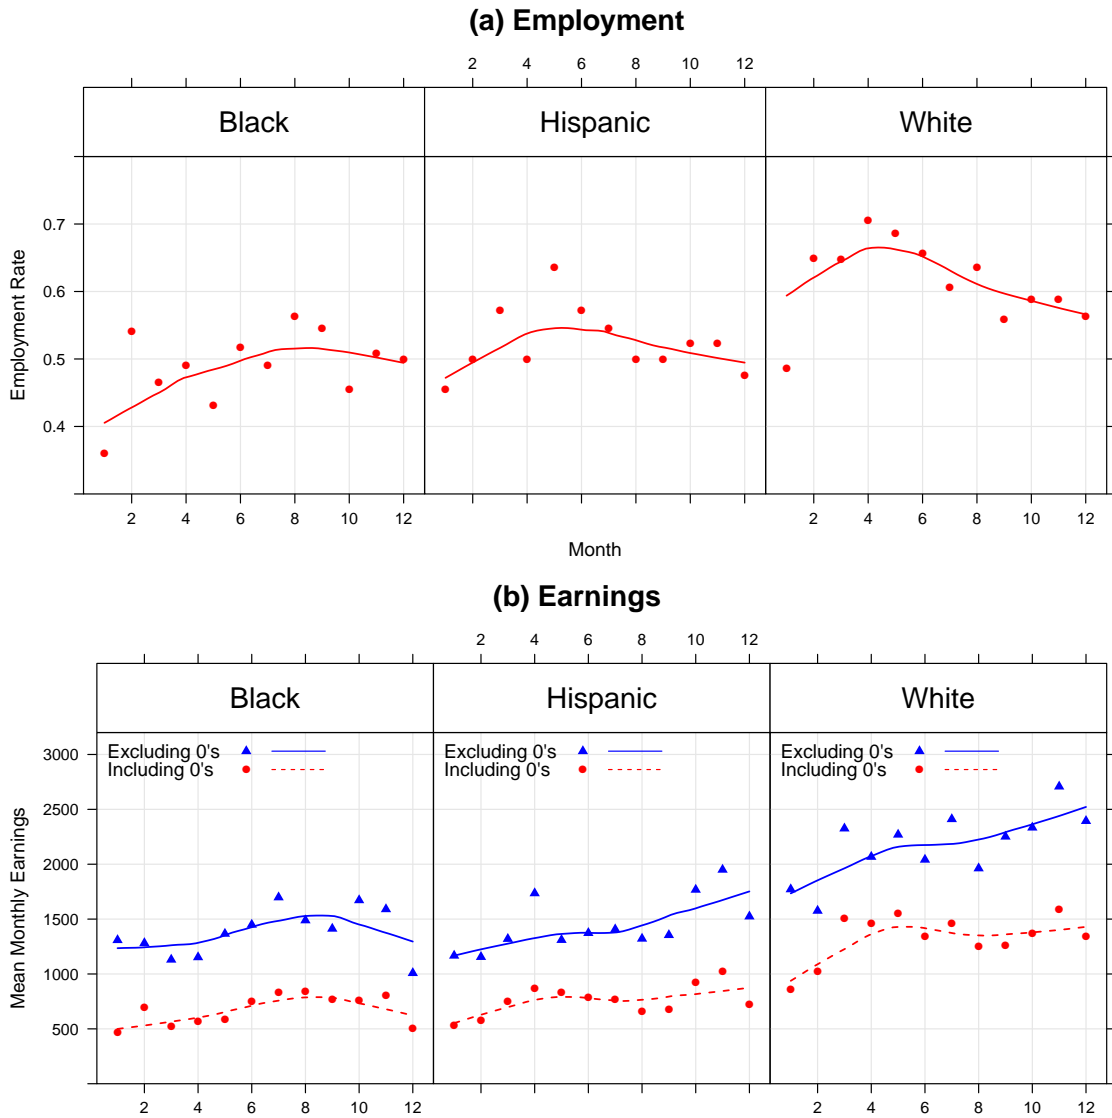 (a) Employment
2 4 6 8 10 12
Black Hispanic White
0.7
0.6
0.5
0.4
Employment Rate
2 4 6 8 10 12 2 4 6 8 10 12
Month
(b) Earnings
2 4 6 8 10 12
Black Hispanic White
Excluding 0's Excluding 0's Excluding 0's
Including 0's Including 0's Including 0's
3000
2500
2000
1500
1000
500
Mean Monthly Earnings
2 4 6 8 10 12 2 4 6 8 10 12